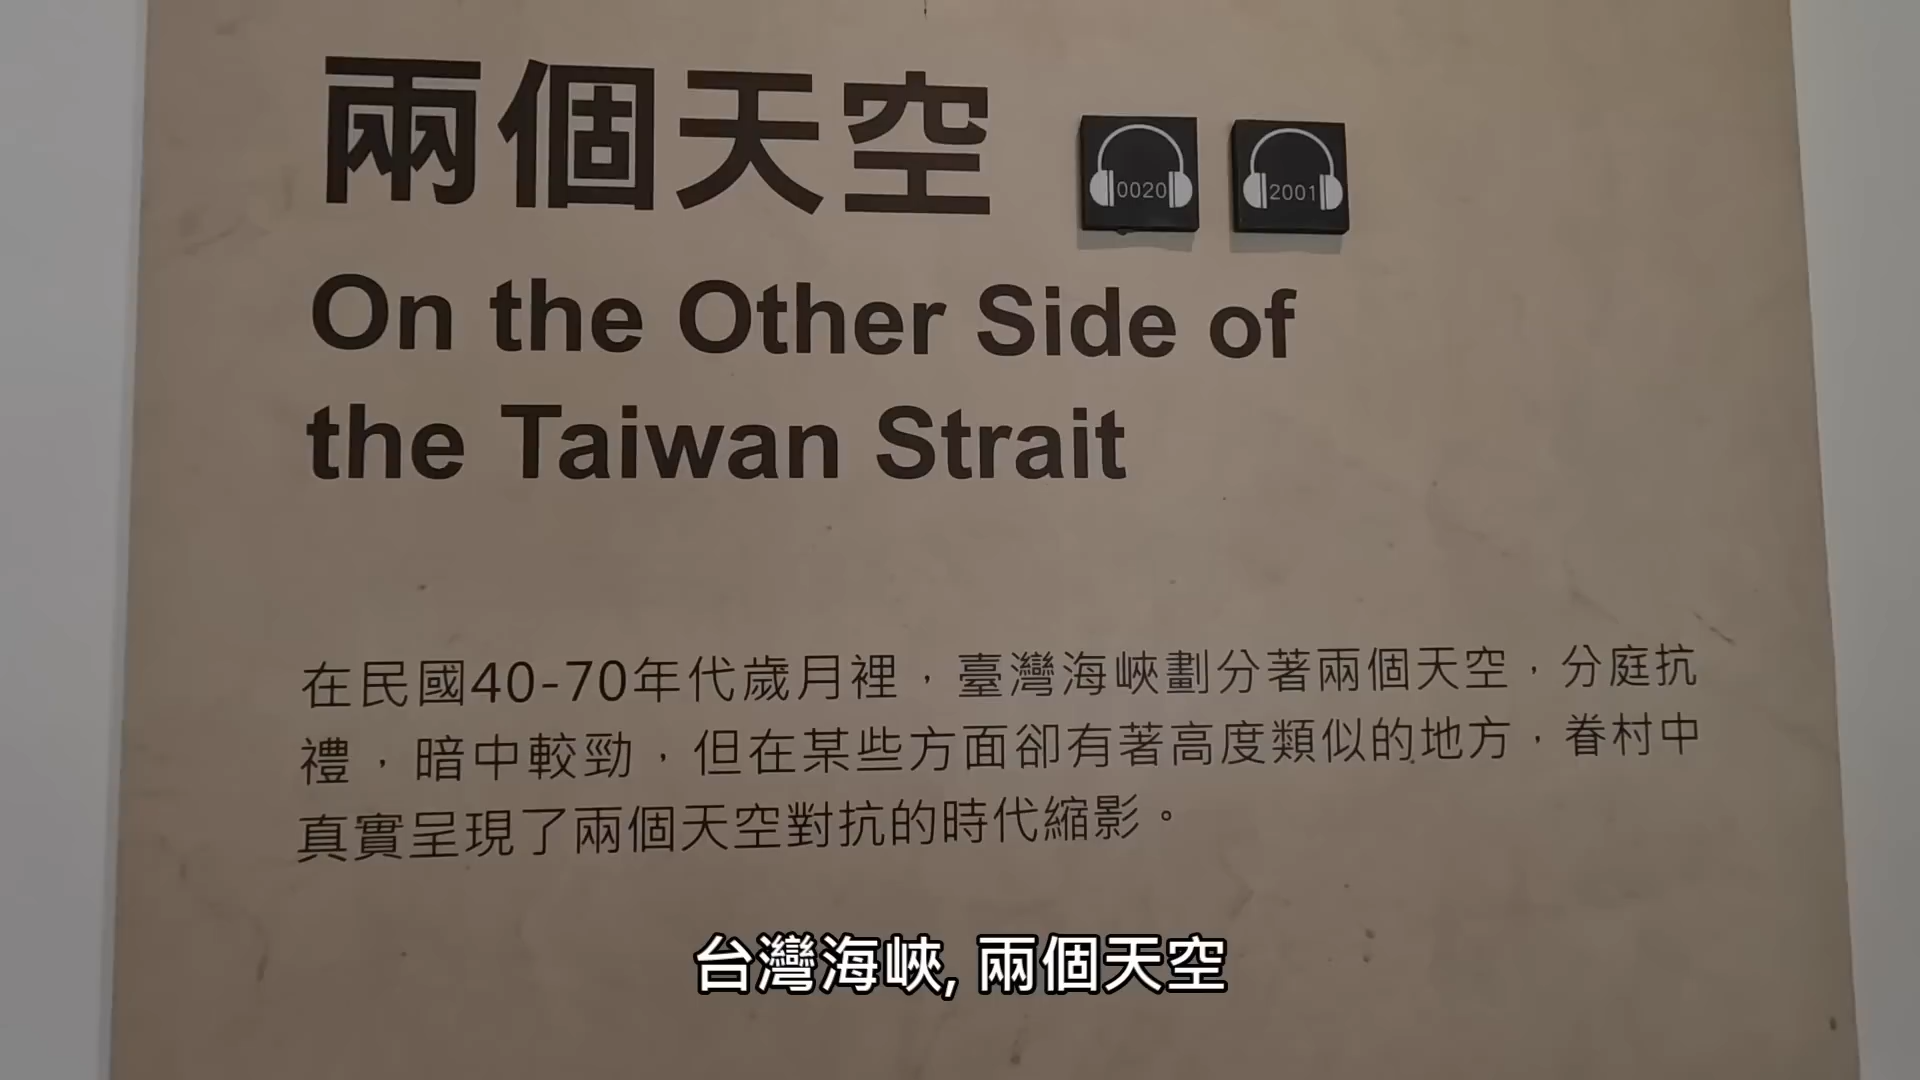 兩個天空
0020
2001
On the Other Side of
the Taiwan Strait
在民國40-70年代歲月裡，臺灣海峽劃分著兩個天空，分庭抗
禮，暗中較勁，但在某些方面卻有著高度類似的地方，眷村中
真實呈現了兩個天空對抗的時代縮影。
台灣海峽, 兩個天空